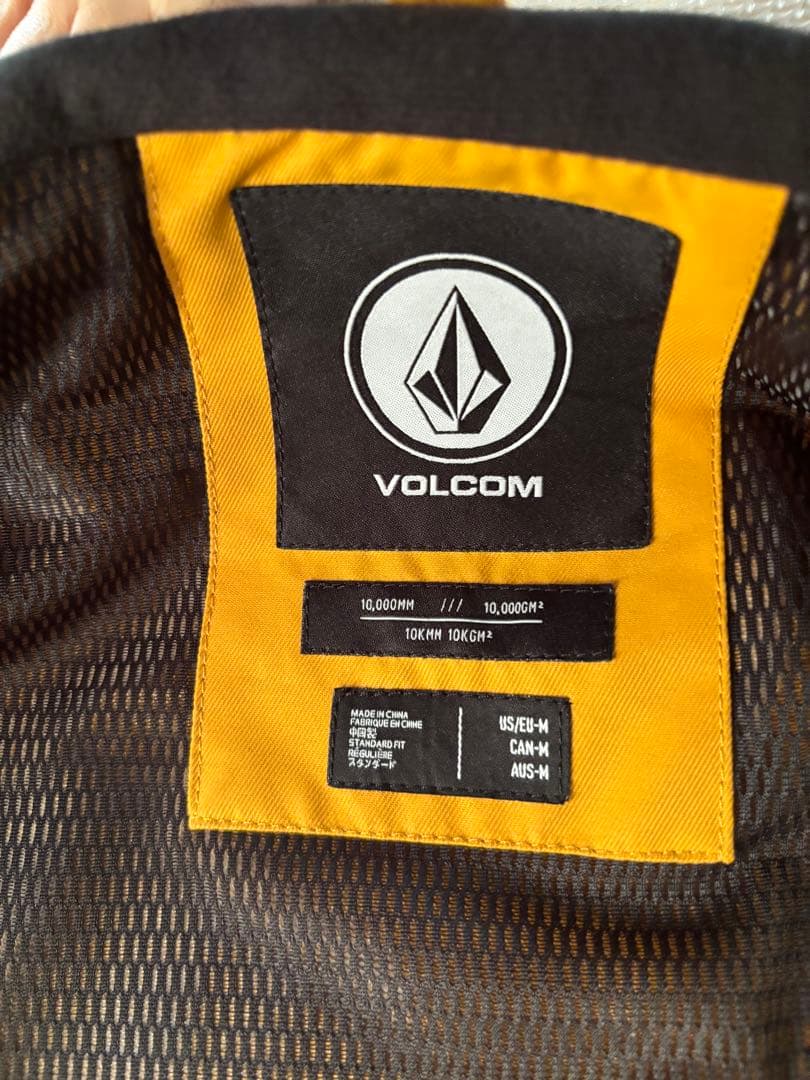 VOLCOM
10,000MM /// 10,000GM²
10KMM 10KGM²
MADE IN CHINA
FABRIQUE EN CHINE
中国製
STANDARD FIT
RÉGULIÈRE
スタンダード
US/EU-M
CAN-M
AUS-M